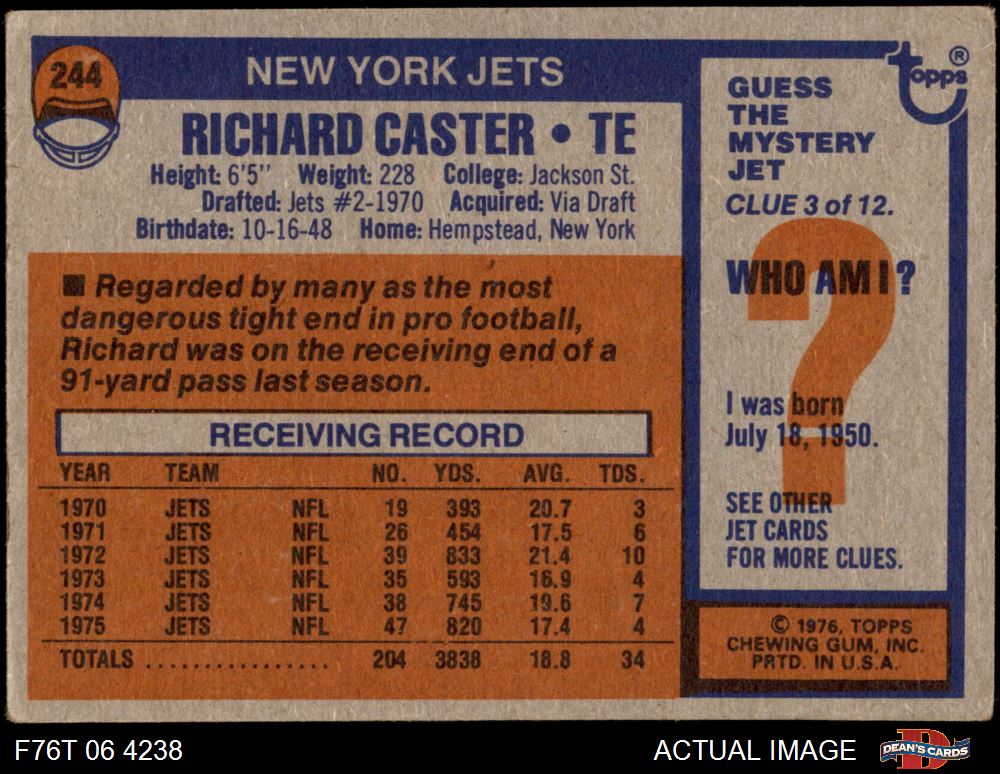 244
NEW YORK JETS
RICHARD CASTER • TE
Height: 6'5" Weight: 228 College: Jackson St.
Drafted: Jets #2-1970 Acquired: Via Draft
Birthdate: 10-16-48 Home: Hempstead, New York
■ Regarded by many as the most
dangerous tight end in pro football,
Richard was on the receiving end of a
91-yard pass last season.
RECEIVING RECORD
YEAR TEAM NO. YDS. AVG. TDS.
1970 JETS NFL 19 393 20.7 3
1971 JETS NFL 26 454 17.5 6
1972 JETS NFL 39 833 21.4 10
1973 JETS NFL 35 593 16.9 4
1974 JETS NFL 38 745 19.6 7
1975 JETS NFL 47 820 17.4 4
TOTALS ................ 204 3838 18.8 34
topps ®
GUESS
THE
MYSTERY
JET
CLUE 3 of 12.
WHO AM I ?
?
I was born
July 18, 1950.
SEE OTHER
JET CARDS
FOR MORE CLUES.
© 1976, TOPPS
CHEWING GUM, INC.
PRTD. IN U.S.A.
F76T 06 4238
ACTUAL IMAGE
D
DEAN'S CARDS